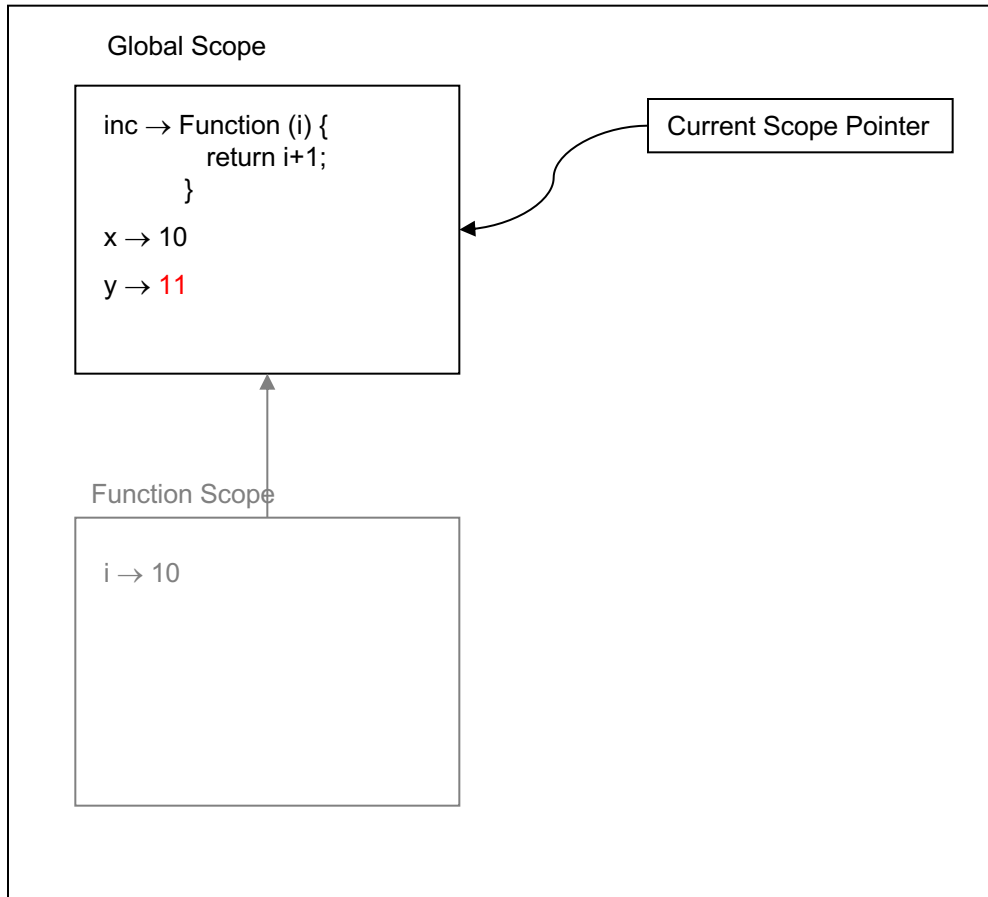 Global Scope
inc → Function (i) {
return i+1;
}
x → 10
y → 11
Current Scope Pointer
Function Scope
i → 10